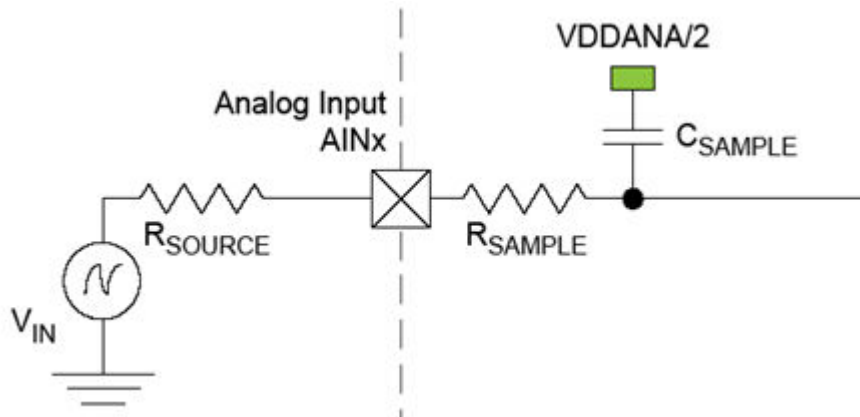 VDDANA/2
Analog Input
AINx
CSAMPLE
RSOURCE
RSAMPLE
VIN